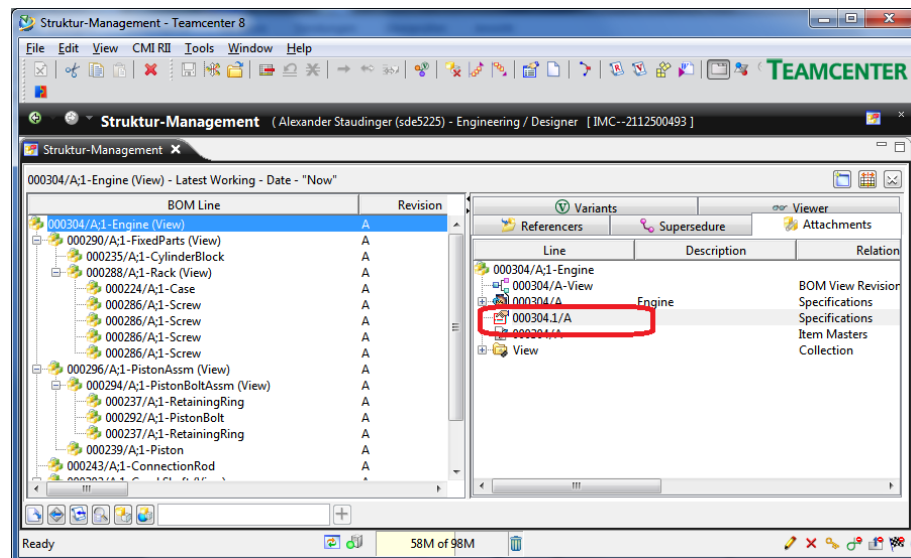 Struktur-Management - Teamcenter 8
File Edit View CMI RII Tools Window Help
TEAMCENTER
Struktur-Management ( Alexander Staudinger (sde5225) - Engineering / Designer [ IMC--2112500493 ]
Struktur-Management
000304/A;1-Engine (View) - Latest Working - Date - "Now"
BOM Line Revision
000304/A;1-Engine (View) A
000290/A;1-FixedParts (View) A
000235/A;1-CylinderBlock A
000288/A;1-Rack (View) A
000224/A;1-Case A
000286/A;1-Screw A
000286/A;1-Screw A
000286/A;1-Screw A
000286/A;1-Screw A
000296/A;1-PistonAssm (View) A
000294/A;1-PistonBoltAssm (View) A
000237/A;1-RetainingRing A
000292/A;1-PistonBolt A
000237/A;1-RetainingRing A
000239/A;1-Piston A
000243/A;1-ConnectionRod A
Variants Viewer
Referencers Supersedure Attachments
Line Description Relation
000304/A;1-Engine
000304/A-View BOM View Revision
000304/A Engine Specifications
000304.1/A Specifications
000304/A Item Masters
View Collection
Ready 58M of 98M